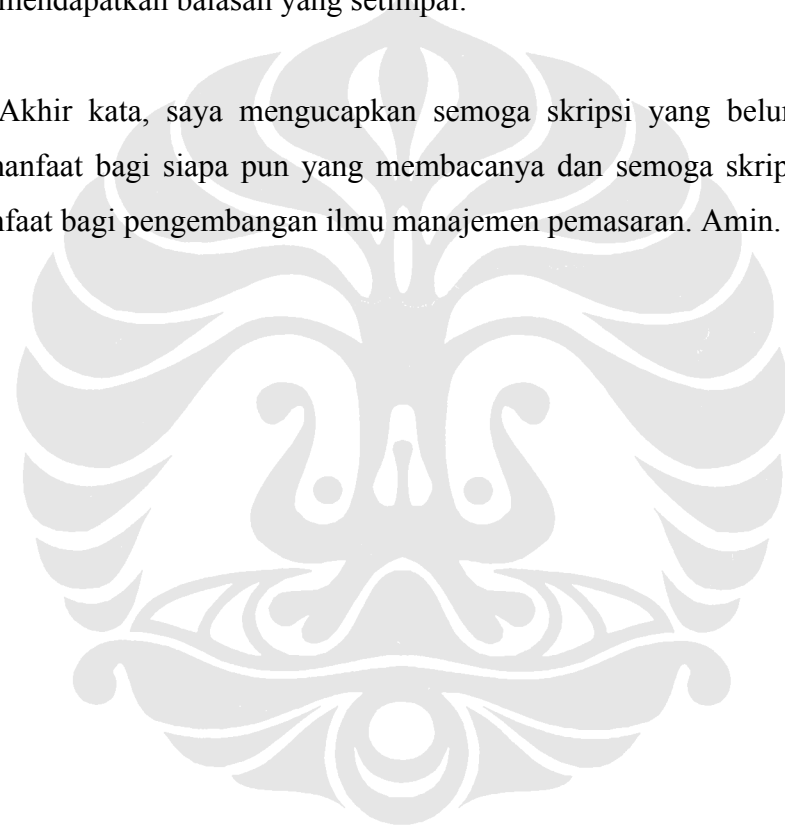 mendapatkan balasan yang setimpal.
Akhir kata, saya mengucapkan semoga skripsi yang belum
manfaat bagi siapa pun yang membacanya dan semoga skrip
nfaat bagi pengembangan ilmu manajemen pemasaran. Amin.